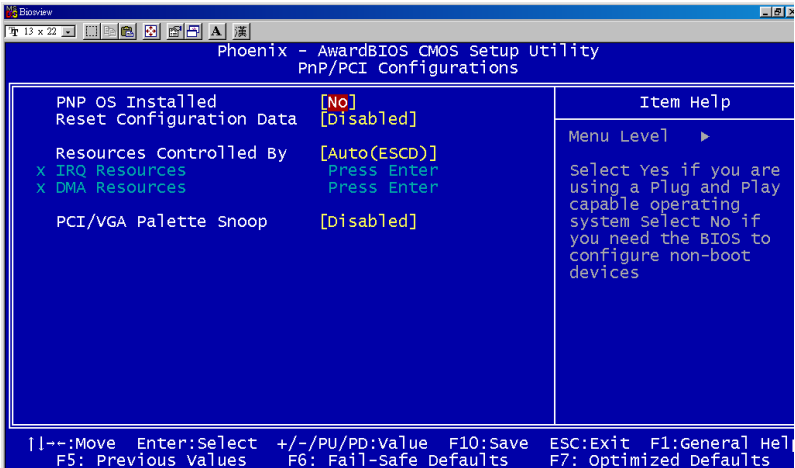 Biosview
Tr 13 x 22 A 漢
Phoenix - AwardBIOS CMOS Setup Utility
PnP/PCI Configurations
PNP OS Installed [No]
Reset Configuration Data [Disabled]
Resources Controlled By [Auto(ESCD)]
x IRQ Resources Press Enter
x DMA Resources Press Enter
PCI/VGA Palette Snoop [Disabled]
Item Help
Menu Level ▶
Select Yes if you are
using a Plug and Play
capable operating
system Select No if
you need the BIOS to
configure non-boot
devices
↑↓→←:Move Enter:Select +/-/PU/PD:Value F10:Save ESC:Exit F1:General Help
F5: Previous Values F6: Fail-Safe Defaults F7: Optimized Defaults